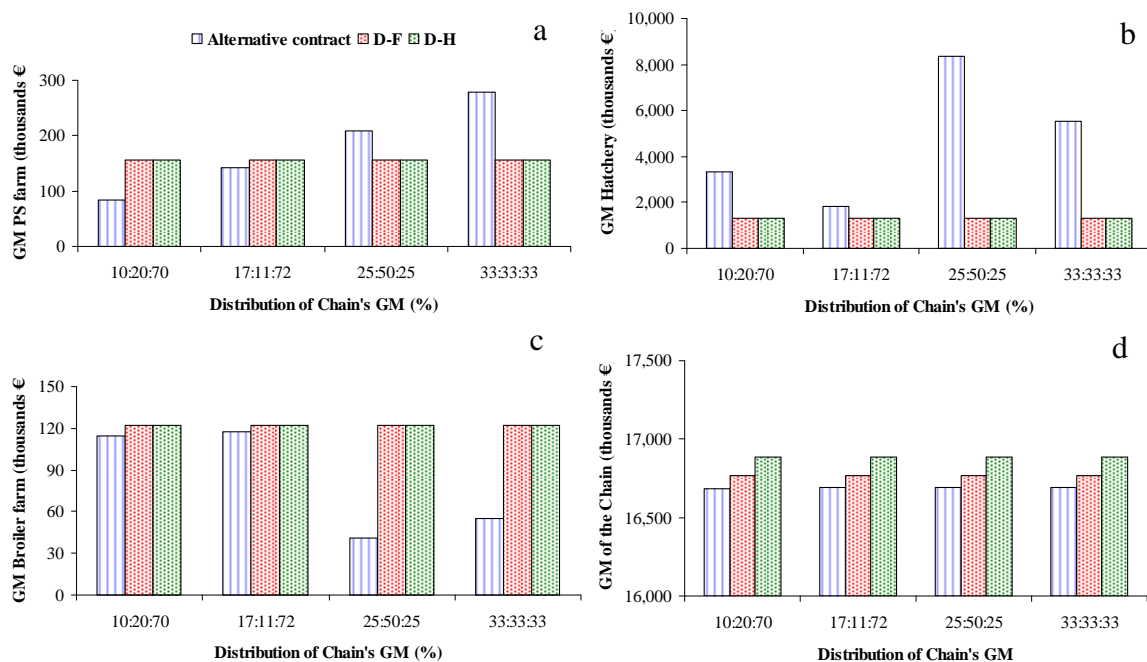 Alternative contract D-F D-H
a
GM PS farm (thousands €
300
200
100
0
10:20:70 17:11:72 25:50:25 33:33:33
Distribution of Chain's GM (%)
b
GM Hatchery (thousands €)
10,000
8,000
6,000
4,000
2,000
0
10:20:70 17:11:72 25:50:25 33:33:33
Distribution of Chain's GM (%)
c
GM Broiler farm (thousands €
150
120
90
60
30
0
10:20:70 17:11:72 25:50:25 33:33:33
Distribution of Chain's GM (%)
d
GM of the Chain (thousands €
17,500
17,000
16,500
16,000
10:20:70 17:11:72 25:50:25 33:33:33
Distribution of Chain's GM